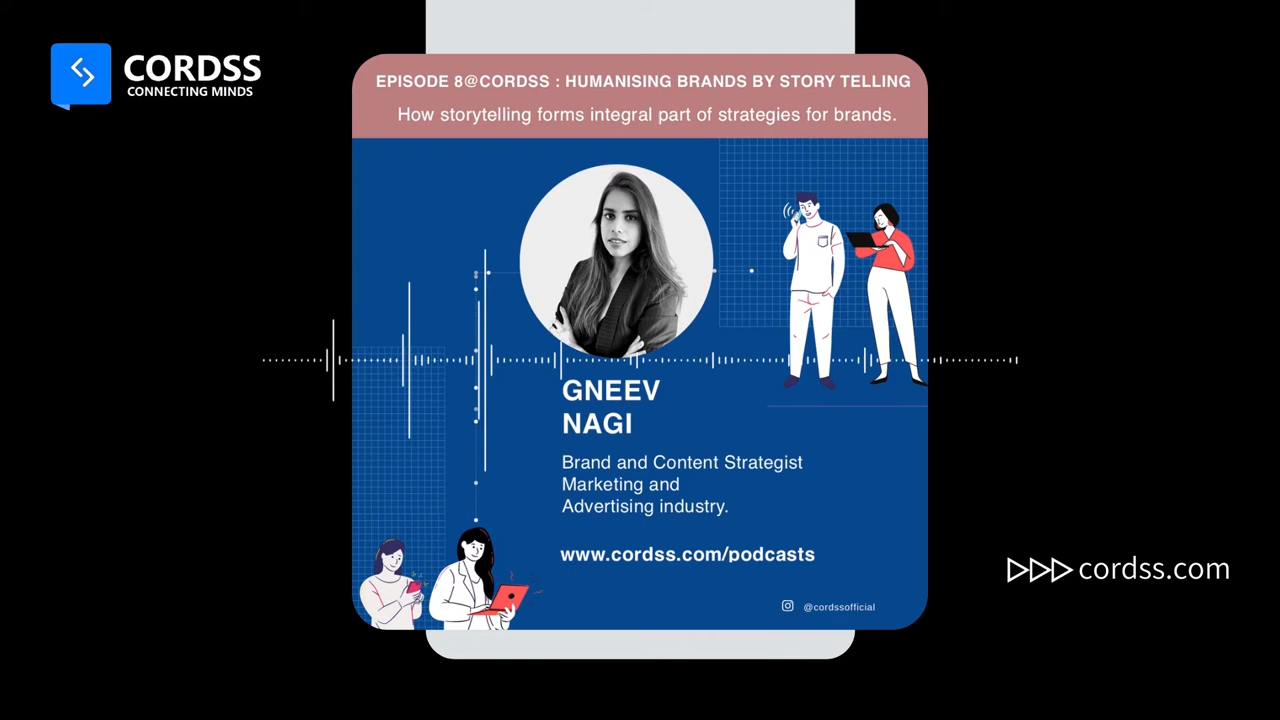 CORDSS
CONNECTING MINDS
EPISODE 8@CORDSS : HUMANISING BRANDS BY STORY TELLING
How storytelling forms integral part of strategies for brands.
GNEEV
NAGI
Brand and Content Strategist
Marketing and
Advertising industry.
www.cordss.com/podcasts
cordss.com
@cordssofficial